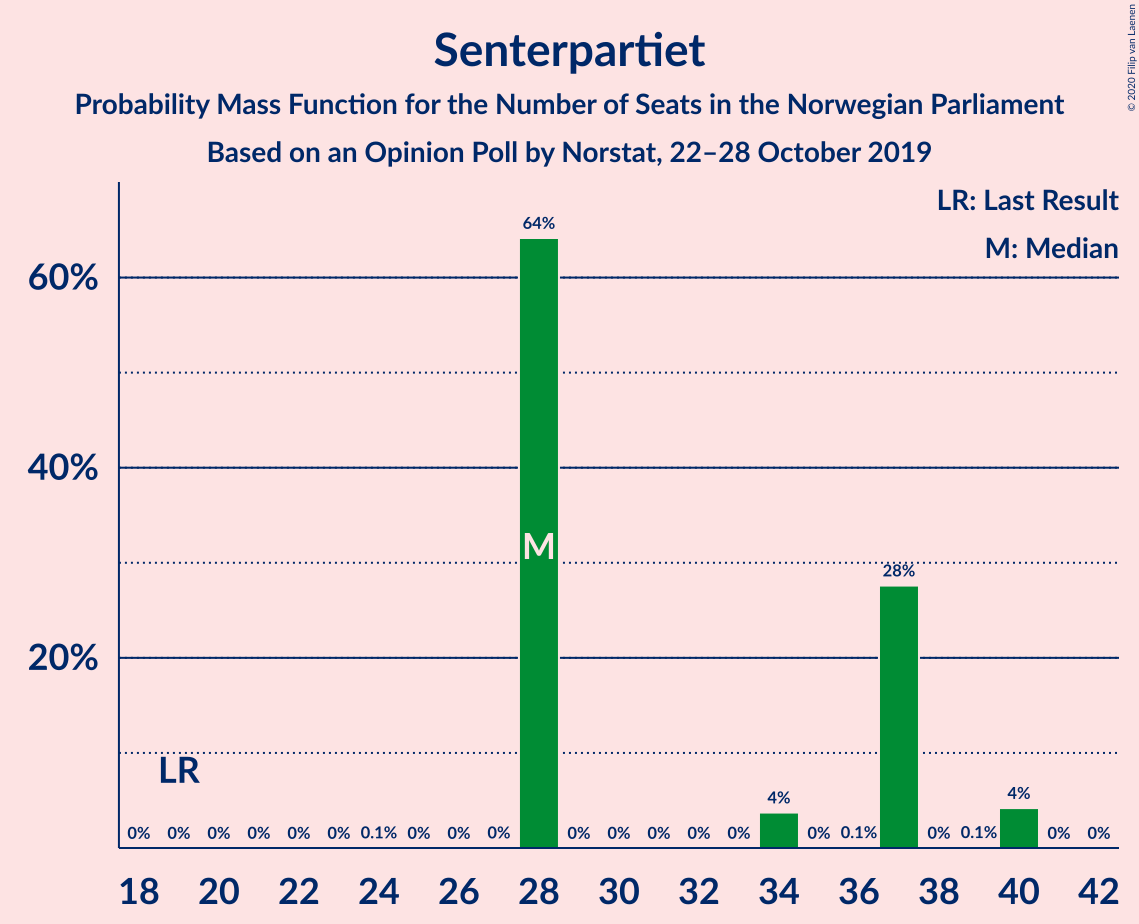 © 2020 Filip van Laenen
Senterpartiet
Probability Mass Function for the Number of Seats in the Norwegian Parliament
Based on an Opinion Poll by Norstat, 22–28 October 2019
LR: Last Result
M: Median
60%
40%
20%
64%
M
28%
LR
4%
4%
0% 0% 0% 0% 0% 0% 0.1% 0% 0% 0% 0% 0% 0% 0% 0% 0% 0.1% 0% 0.1% 0% 0%
18 20 22 24 26 28 30 32 34 36 38 40 42